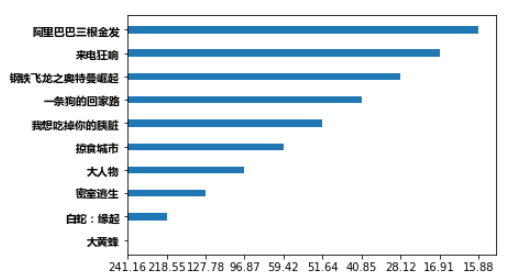 阿里巴巴三根金发
来电狂响
钢铁飞龙之奥特曼崛起
一条狗的回家路
我想吃掉你的胰脏
掠食城市
大人物
密室逃生
白蛇：缘起
大黄蜂
241.16 218.55 127.78 96.87 59.42 51.64 40.85 28.12 16.91 15.88